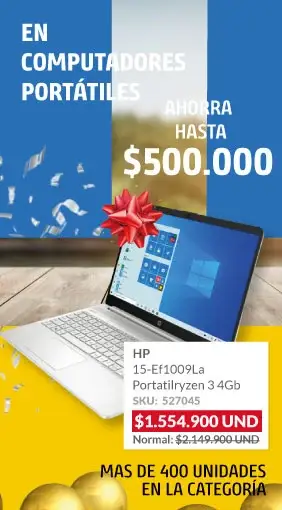 EN
COMPUTADORES
PORTÁTILES
AHORRA
HASTA
$500.000
HP
15-Ef1009La
Portatilryzen 3 4Gb
SKU: 527045
$1.554.900 UND
Normal: $2.149.900 UND
MAS DE 400 UNIDADES
EN LA CATEGORÍA